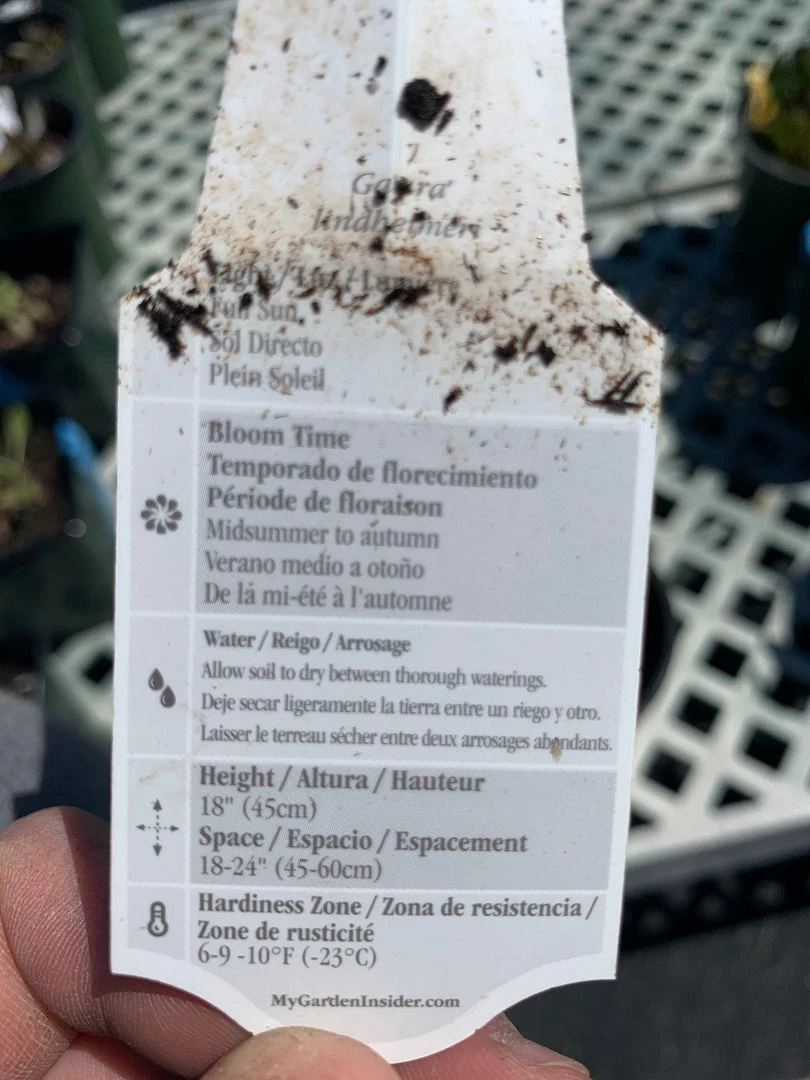 7
Gaura
lindheimeri
Light / Luz / Lumière
Full Sun
Sol Directo
Plein Soleil
Bloom Time
Temporado de florecimiento
Période de floraison
Midsummer to autumn
Verano medio a otoño
De la mi-été à l'automne
Water / Reigo / Arrosage
Allow soil to dry between thorough waterings.
Deje secar ligeramente la tierra entre un riego y otro.
Laisser le terreau sécher entre deux arrosages abondants.
Height / Altura / Hauteur
18" (45cm)
Space / Espacio / Espacement
18-24" (45-60cm)
Hardiness Zone / Zona de resistencia /
Zone de rusticité
6-9 -10°F (-23°C)
MyGardenInsider.com